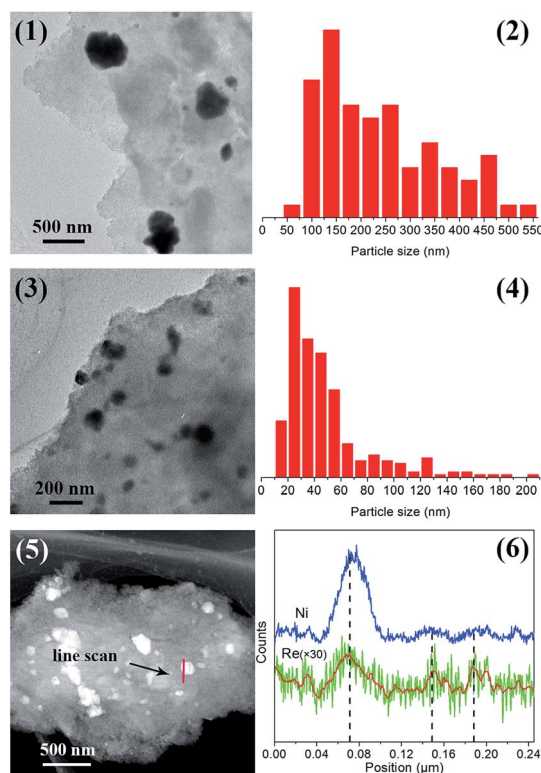 (1)
500 nm
(2)
0 50 100 150 200 250 300 350 400 450 500 550
Particle size (nm)
(3)
200 nm
(4)
0 20 40 60 80 100 120 140 160 180 200
Particle size (nm)
(5)
line scan
500 nm
(6)
Counts
Ni
Re(×30)
0.00 0.04 0.08 0.12 0.16 0.20 0.24
Position (μm)